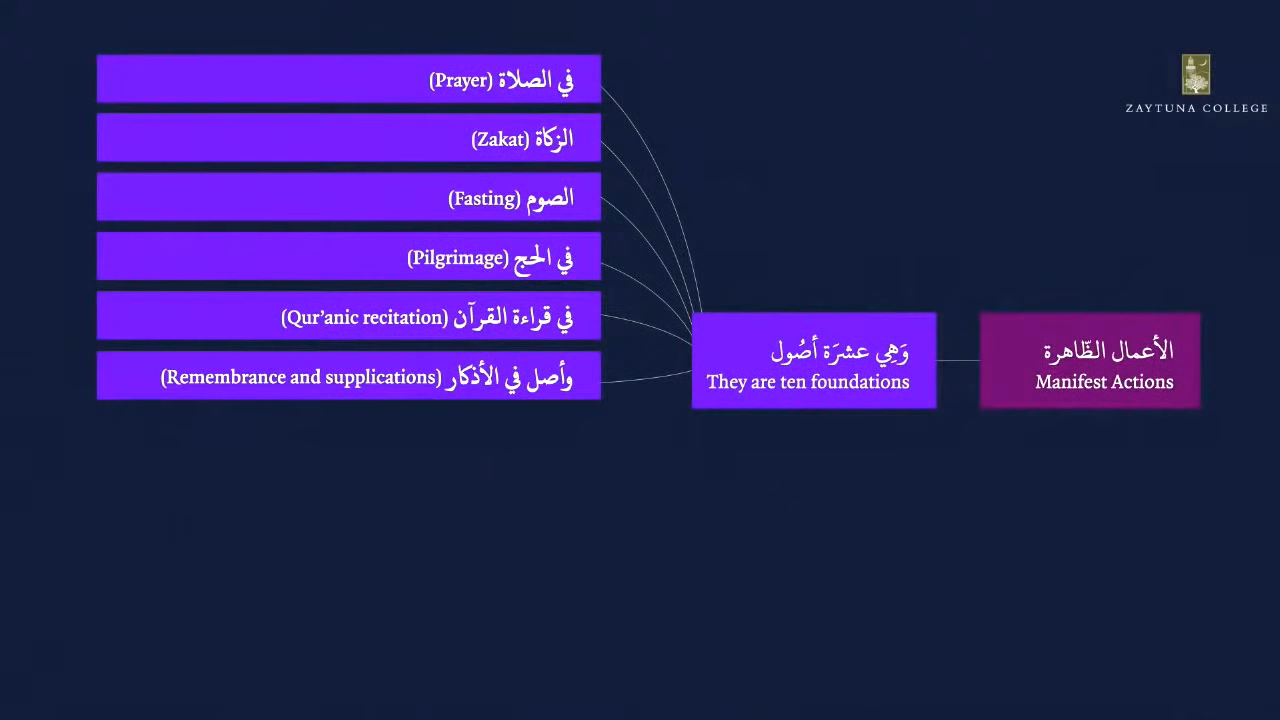 في الصلاة (Prayer)
الزكاة (Zakat)
الصوم (Fasting)
في الحج (Pilgrimage)
في قراءة القرآن (Qur’anic recitation)
وأصل في الأذكار (Remembrance and supplications)
وَهِي عشرَة أصُول
They are ten foundations
الأعمال الظّاهرة
Manifest Actions
ZAYTUNA COLLEGE